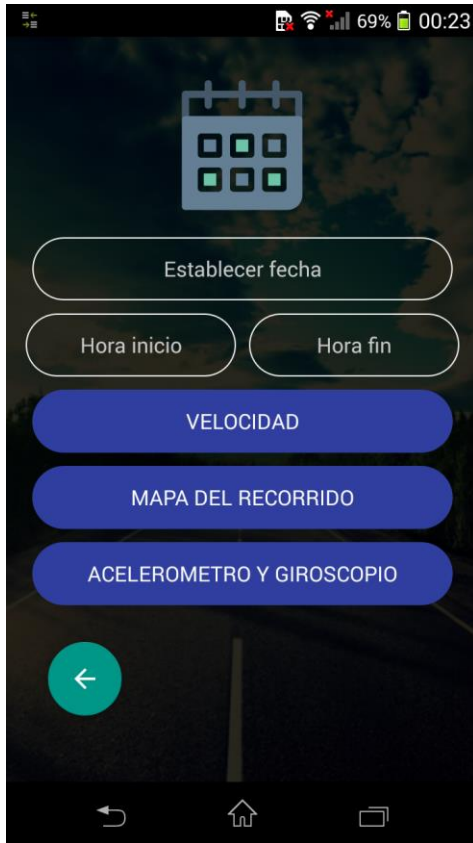 69% 00:23
Establecer fecha
Hora inicio Hora fin
VELOCIDAD
MAPA DEL RECORRIDO
ACELEROMETRO Y GIROSCOPIO